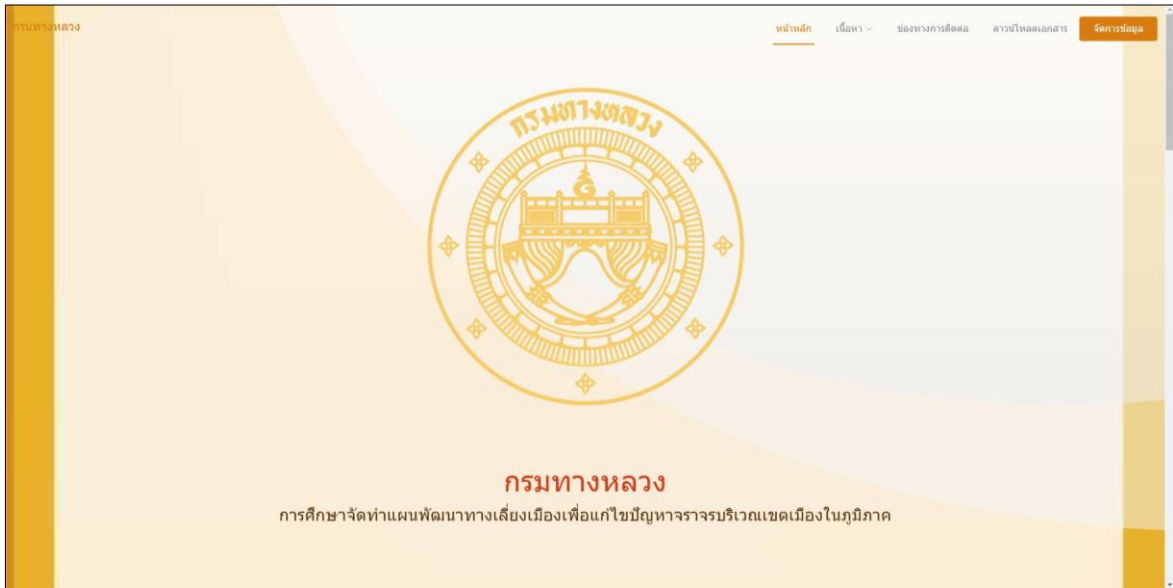 กรมทางหลวง
หน้าหลัก เนื้อหา ช่องทางการติดต่อ ดาวน์โหลดเอกสาร จัดการข้อมูล
กรมทางหลวง
กรมทางหลวง
การศึกษาจัดทำแผนพัฒนาทางเลี่ยงเมืองเพื่อแก้ไขปัญหาจราจรบริเวณเขตเมืองในภูมิภาค